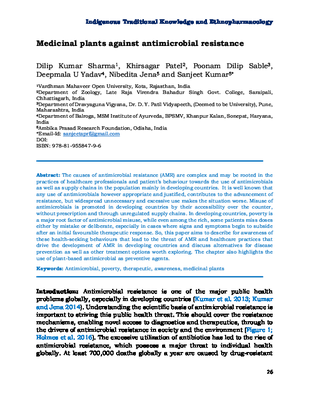 Indigenous Traditional Knowledge and Ethnopharmacology
Medicinal plants against antimicrobial resistance
Dilip Kumar Sharma¹, Khirsagar Patel², Poonam Dilip Sable³,
Deepmala U Yadav⁴, Nibedita Jena⁵ and Sanjeet Kumar⁵*
¹Vardhman Mahaveer Open University, Kota, Rajasthan, India
²Department of Zoology, Late Raja Virendra Bahadur Singh Govt. College, Saraipali,
Chhattisgarh, India
³Department of Dravyaguna Vigyana, Dr. D. Y. Patil Vidyapeeth, (Deemed to be University), Pune,
Maharashtra, India
⁴Department of Balroga, MSM Institute of Ayurveda, BPSMV, Khanpur Kalan, Sonepat, Haryana,
India
⁵Ambika Prasad Research Foundation, Odisha, India
*Email-Id:
DOI:
ISBN: 978-81-955847-9-6
Abstract: The causes of antimicrobial resistance (AMR) are complex and may be rooted in the
practices of healthcare professionals and patient's behaviour towards the use of antimicrobials
as well as a supply chains to the population mainly in developing countries. It is well known that
any use of antimicrobials however appropriate and justified, contributes to the advancement of
resistance, but widespread unnecessary and excessive use makes the situation worse. Misuse of
antimicrobials is promoted in developing countries by their accessibility over the counter,
without prescription and through unregulated supply chains. In developing countries, poverty is
a major root factor of antimicrobial misuse, while even among the rich, some patients miss doses
either by mistake or deliberate, especially in cases where signs and symptoms begin to subside
after an initial favourable therapeutic response. So, this paper aims to describe for awareness of
these health-seeking behaviours that lead to the threat of AMR and healthcare practices that
drive the development of AMR in developing countries and discuss alternatives for disease
prevention as well as other treatment options worth exploring. The chapter also highlights the
use of plant-based antimicrobial as preventive agents.
Keywords: Antimicrobial, poverty, therapeutic, awareness, medicinal plants
Introduction: Antimicrobial resistance is one of the major public health
problems globally, especially in developing countries (Kumar et al. 2013; Kumar
and Jena 2014). Understanding the scientific basis of antimicrobial resistance is
important to striving this public health threat. This should cover the resistance
mechanisms, enabling novel access to diagnostics and therapeutics, through to
the drivers of antimicrobial resistance in society and the environment (Figure 1;
Holmes et al. 2016). The excessive utilisation of antibiotics has led to the rise of
antimicrobial resistance, which possess a major threat to individual health
globally. At least 700,000 deaths globally a year are caused by drug-resistant
26